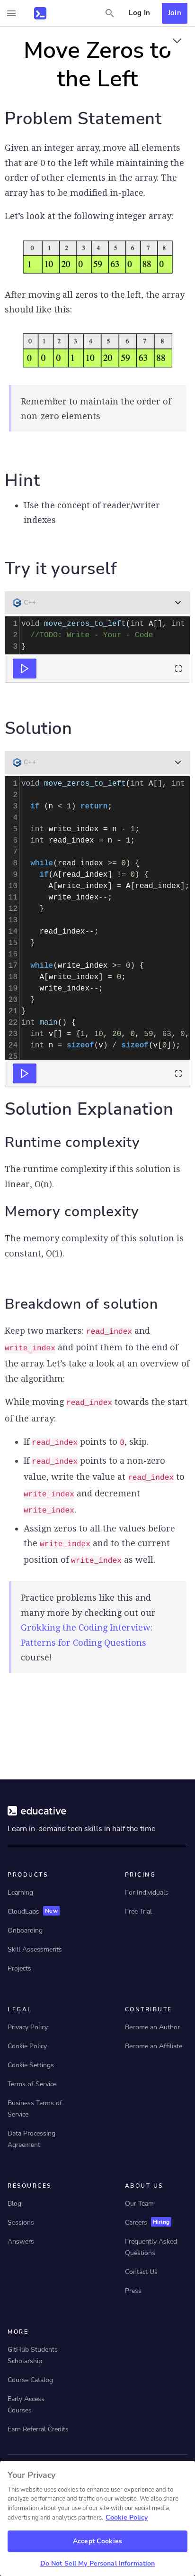 Log In
Join
Move Zeros to
the Left
Problem Statement
Given an integer array, move all elements
that are 0 to the left while maintaining the
order of other elements in the array. The
array has to be modified in-place.
Let's look at the following integer array:
0 1 2 3 4 5 6 7 8
1 10 20 0 59 63 0 88 0
After moving all zeros to the left, the array
should like this:
0 1 2 3 4 5 6 7 8
0 0 0 1 10 20 59 63 88
Remember to maintain the order of
non-zero elements
Hint
• Use the concept of reader/writer
indexes
Try it yourself
C++
1 void move_zeros_to_left(int A[], int
2 //TODO: Write - Your - Code
3 }
Solution
C++
1 void move_zeros_to_left(int A[], int
2
3 if (n < 1) return;
4
5 int write_index = n - 1;
6 int read_index = n - 1;
7
8 while(read_index >= 0) {
9 if(A[read_index] != 0) {
10 A[write_index] = A[read_index];
11 write_index--;
12 }
13
14 read_index--;
15 }
16
17 while(write_index >= 0) {
18 A[write_index] = 0;
19 write_index--;
20 }
21 }
22 int main() {
23 int v[] = {1, 10, 20, 0, 59, 63, 0,
24 int n = sizeof(v) / sizeof(v[0]);
25
Solution Explanation
Runtime complexity
The runtime complexity if this solution is
linear, O(n).
Memory complexity
The memory complexity of this solution is
constant, O(1).
Breakdown of solution
Keep two markers: read_index and
write_index and point them to the end of
the array. Let's take a look at an overview of
the algorithm:
While moving read_index towards the start
of the array:
• If read_index points to 0, skip.
• If read_index points to a non-zero
value, write the value at read_index to
write_index and decrement
write_index.
• Assign zeros to all the values before
the write_index and to the current
position of write_index as well.
Practice problems like this and
many more by checking out our
Grokking the Coding Interview:
Patterns for Coding Questions
course!
educative
Learn in-demand tech skills in half the time
PRODUCTS
Learning
CloudLabs New
Onboarding
Skill Assessments
Projects
PRICING
For Individuals
Free Trial
LEGAL
Privacy Policy
Cookie Policy
Cookie Settings
Terms of Service
Business Terms of
Service
Data Processing
Agreement
CONTRIBUTE
Become an Author
Become an Affiliate
RESOURCES
Blog
Sessions
Answers
ABOUT US
Our Team
Careers Hiring
Frequently Asked
Questions
Contact Us
Press
MORE
GitHub Students
Scholarship
Course Catalog
Early Access
Courses
Earn Referral Credits
Your Privacy
Our website uses cookies to enhance user experience and to
analyze performance and traffic on our website. We also share
information about your use of our site with our social media,
advertising and analytics partners. Cookie Policy
Accept Cookies
Do Not Sell My Personal Information